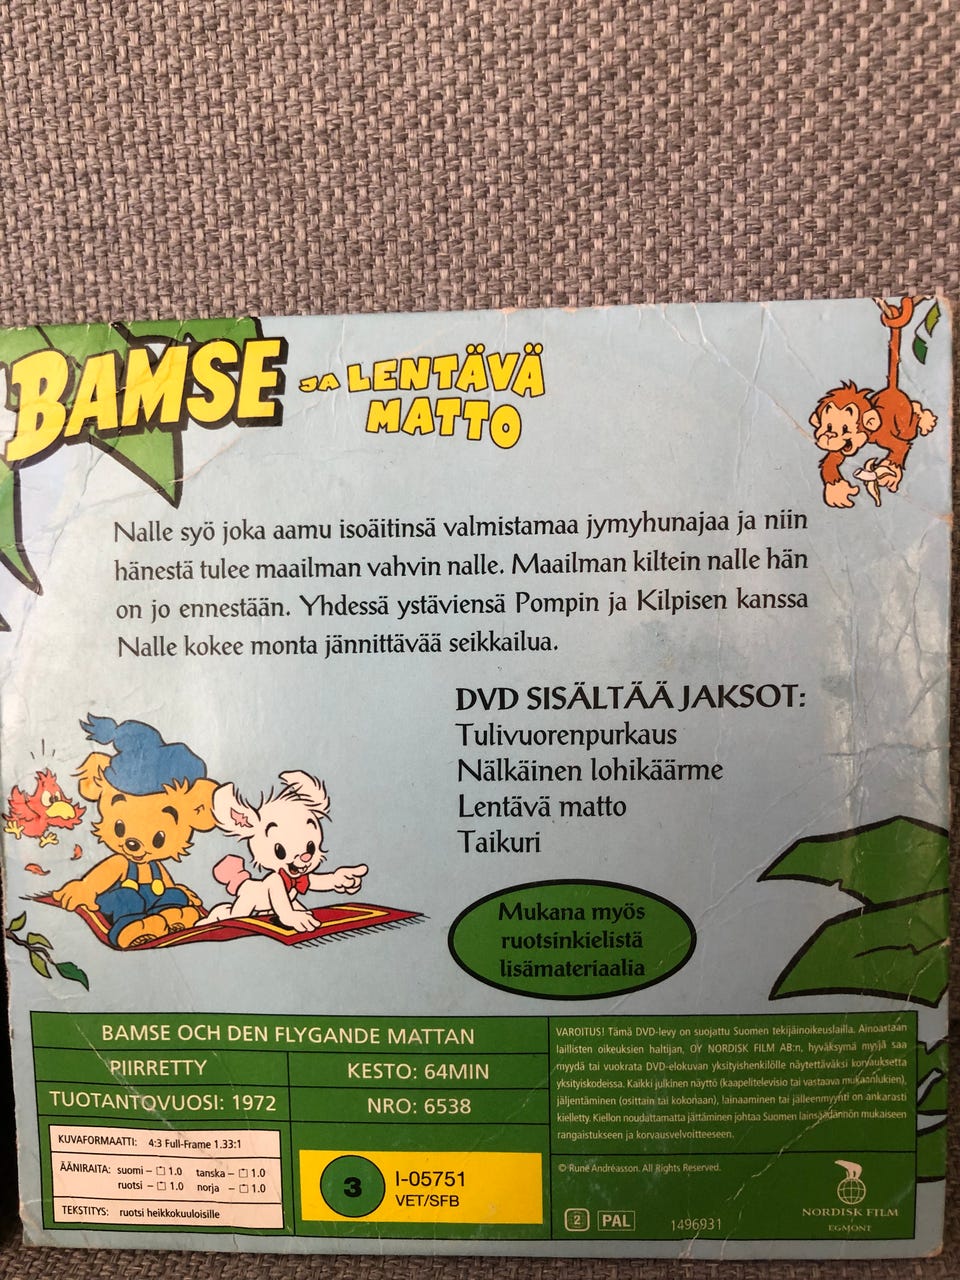 BAMSE JA LENTÄVÄ
MATTO
Nalle syö joka aamu isoäitinsä valmistamaa jymyhunajaa ja niin
hänestä tulee maailman vahvin nalle. Maailman kiltein nalle hän
on jo ennestään. Yhdessä ystäviensä Pompin ja Kilpisen kanssa
Nalle kokee monta jännittävää seikkailua.
DVD SISÄLTÄÄ JAKSOT:
Tulivuorenpurkaus
Nälkäinen lohikäärme
Lentävä matto
Taikuri
Mukana myös
ruotsinkielistä
lisämateriaalia
BAMSE OCH DEN FLYGANDE MATTAN
PIIRRETTY
KESTO: 64MIN
TUOTANTOVUOSI: 1972
NRO: 6538
KUVAFORMAATTI: 4:3 Full-Frame 1.33:1
ÄÄNIRAITA: suomi – 1.0 tanska – 1.0
ruotsi – 1.0 norja – 1.0
TEKSTITYS: ruotsi heikkokuuloisille
3
I-05751
VET/SFB
VAROITUS! Tämä DVD-levy on suojattu Suomen tekijäinoikeuslailla. Ainoastaan
laillisten oikeuksien haltijan, OY NORDISK FILM AB:n, hyväksymä myyjä saa
myydä tai vuokrata DVD-elokuvan yksityishenkilölle näytettäväksi korvauksetta
yksityiskodeissa. Kaikki julkinen näyttö (kaapelitelevisio tai vastaava mukaanlukien),
jäljentäminen (osittain tai kokonaan), lainaaminen tai jälleenmyynti on ankarasti
kielletty. Kiellon noudattamatta jättäminen johtaa Suomen lainsäädännön mukaiseen
rangaistukseen ja korvausvelvoitteeseen.
© Rune Andréasson. All Rights Reserved.
2 PAL 1496931
NORDISK FILM
EGMONT